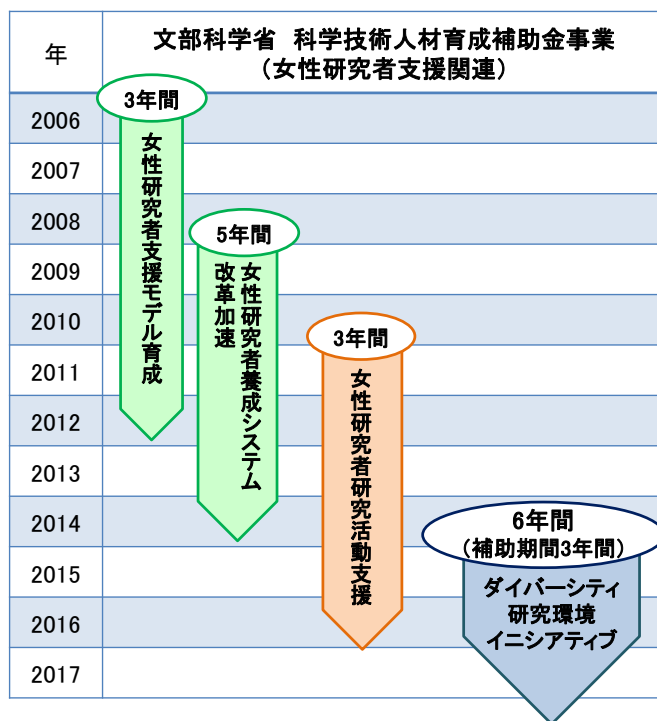 年
文部科学省 科学技術人材育成補助金事業
（女性研究者支援関連）
2006
2007
2008
2009
2010
2011
2012
2013
2014
2015
2016
2017
3年間
女性研究者支援モデル育成
5年間
女性研究者養成システム
改革加速
3年間
女性研究者研究活動支援
6年間
（補助期間3年間）
ダイバーシティ
研究環境
イニシアティブ